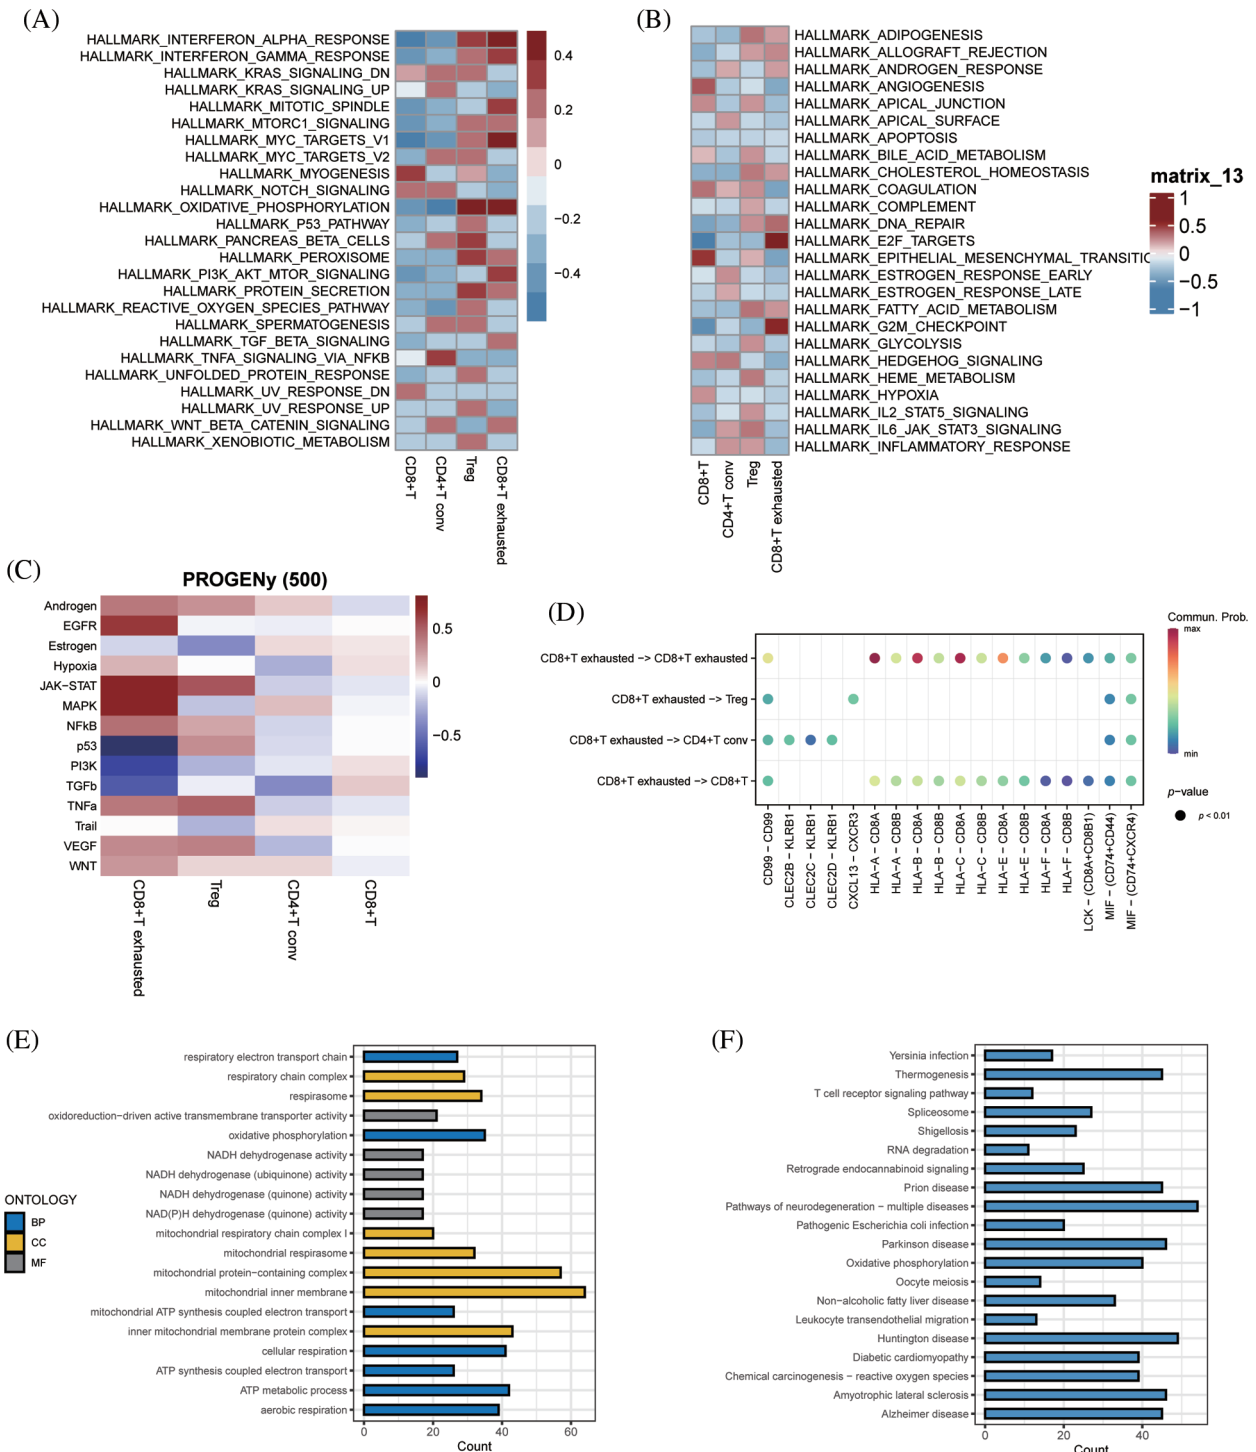 (A)
HALLMARK_INTERFERON_ALPHA_RESPONSE
HALLMARK_INTERFERON_GAMMA_RESPONSE
HALLMARK_KRAS_SIGNALING_DN
HALLMARK_KRAS_SIGNALING_UP
HALLMARK_MITOTIC_SPINDLE
HALLMARK_MTORC1_SIGNALING
HALLMARK_MYC_TARGETS_V1
HALLMARK_MYC_TARGETS_V2
HALLMARK_MYOGENESIS
HALLMARK_NOTCH_SIGNALING
HALLMARK_OXIDATIVE_PHOSPHORYLATION
HALLMARK_P53_PATHWAY
HALLMARK_PANCREAS_BETA_CELLS
HALLMARK_PEROXISOME
HALLMARK_PI3K_AKT_MTOR_SIGNALING
HALLMARK_PROTEIN_SECRETION
HALLMARK_REACTIVE_OXYGEN_SPECIES_PATHWAY
HALLMARK_SPERMATOGENESIS
HALLMARK_TGF_BETA_SIGNALING
HALLMARK_TNFA_SIGNALING_VIA_NFKB
HALLMARK_UNFOLDED_PROTEIN_RESPONSE
HALLMARK_UV_RESPONSE_DN
HALLMARK_UV_RESPONSE_UP
HALLMARK_WNT_BETA_CATENIN_SIGNALING
HALLMARK_XENOBIOTIC_METABOLISM
CD8+T
CD4+T conv
Treg
CD8+T exhausted
0.4
0.2
0
−0.2
−0.4
(B)
HALLMARK_ADIPOGENESIS
HALLMARK_ALLOGRAFT_REJECTION
HALLMARK_ANDROGEN_RESPONSE
HALLMARK_ANGIOGENESIS
HALLMARK_APICAL_JUNCTION
HALLMARK_APICAL_SURFACE
HALLMARK_APOPTOSIS
HALLMARK_BILE_ACID_METABOLISM
HALLMARK_CHOLESTEROL_HOMEOSTASIS
HALLMARK_COAGULATION
HALLMARK_COMPLEMENT
HALLMARK_DNA_REPAIR
HALLMARK_E2F_TARGETS
HALLMARK_EPITHELIAL_MESENCHYMAL_TRANSITIC
HALLMARK_ESTROGEN_RESPONSE_EARLY
HALLMARK_ESTROGEN_RESPONSE_LATE
HALLMARK_FATTY_ACID_METABOLISM
HALLMARK_G2M_CHECKPOINT
HALLMARK_GLYCOLYSIS
HALLMARK_HEDGEHOG_SIGNALING
HALLMARK_HEME_METABOLISM
HALLMARK_HYPOXIA
HALLMARK_IL2_STAT5_SIGNALING
HALLMARK_IL6_JAK_STAT3_SIGNALING
HALLMARK_INFLAMMATORY_RESPONSE
CD8+T
CD4+T conv
Treg
CD8+T exhausted
matrix_13
1
0.5
0
−0.5
−1
(C)
PROGENy (500)
Androgen
EGFR
Estrogen
Hypoxia
JAK−STAT
MAPK
NFkB
p53
PI3K
TGFb
TNFa
Trail
VEGF
WNT
CD8+T exhausted
Treg
CD4+T conv
CD8+T
0.5
0
−0.5
(D)
CD8+T exhausted −> CD8+T exhausted
CD8+T exhausted −> Treg
CD8+T exhausted −> CD4+T conv
CD8+T exhausted −> CD8+T
CD99 − CD99
CLEC2B − KLRB1
CLEC2C − KLRB1
CLEC2D − KLRB1
CXCL13 − CXCR3
HLA−A − CD8A
HLA−A − CD8B
HLA−B − CD8A
HLA−B − CD8B
HLA−C − CD8A
HLA−C − CD8B
HLA−E − CD8A
HLA−E − CD8B
HLA−F − CD8A
HLA−F − CD8B
LCK − (CD8A+CD8B1)
MIF − (CD74+CD44)
MIF − (CD74+CXCR4)
Commun. Prob.
max
min
p-value
p < 0.01
(E)
respiratory electron transport chain
respiratory chain complex
respirasome
oxidoreduction−driven active transmembrane transporter activity
oxidative phosphorylation
NADH dehydrogenase activity
NADH dehydrogenase (ubiquinone) activity
NADH dehydrogenase (quinone) activity
NAD(P)H dehydrogenase (quinone) activity
mitochondrial respiratory chain complex I
mitochondrial respirasome
mitochondrial protein−containing complex
mitochondrial inner membrane
mitochondrial ATP synthesis coupled electron transport
inner mitochondrial membrane protein complex
cellular respiration
ATP synthesis coupled electron transport
ATP metabolic process
aerobic respiration
0 20 40 60
Count
ONTOLOGY
BP
CC
MF
(F)
Yersinia infection
Thermogenesis
T cell receptor signaling pathway
Spliceosome
Shigellosis
RNA degradation
Retrograde endocannabinoid signaling
Prion disease
Pathways of neurodegeneration − multiple diseases
Pathogenic Escherichia coli infection
Parkinson disease
Oxidative phosphorylation
Oocyte meiosis
Non−alcoholic fatty liver disease
Leukocyte transendothelial migration
Huntington disease
Diabetic cardiomyopathy
Chemical carcinogenesis − reactive oxygen species
Amyotrophic lateral sclerosis
Alzheimer disease
0 20 40
Count